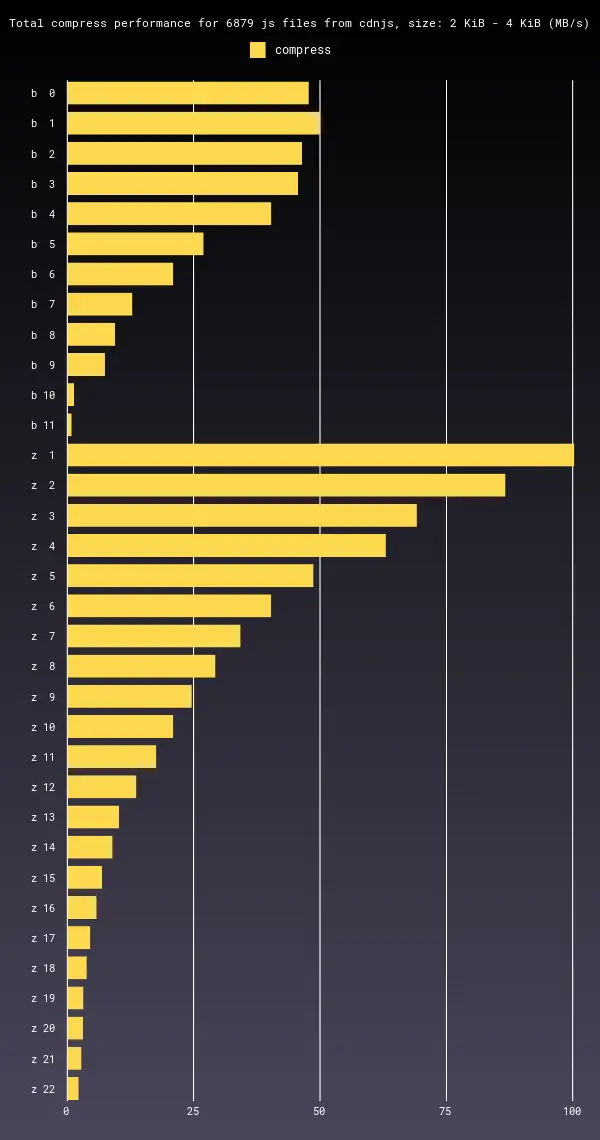 Total compress performance for 6879 js files from cdnjs, size: 2 KiB - 4 KiB (MB/s)
compress
b 0
b 1
b 2
b 3
b 4
b 5
b 6
b 7
b 8
b 9
b 10
b 11
z 1
z 2
z 3
z 4
z 5
z 6
z 7
z 8
z 9
z 10
z 11
z 12
z 13
z 14
z 15
z 16
z 17
z 18
z 19
z 20
z 21
z 22
0 25 50 75 100